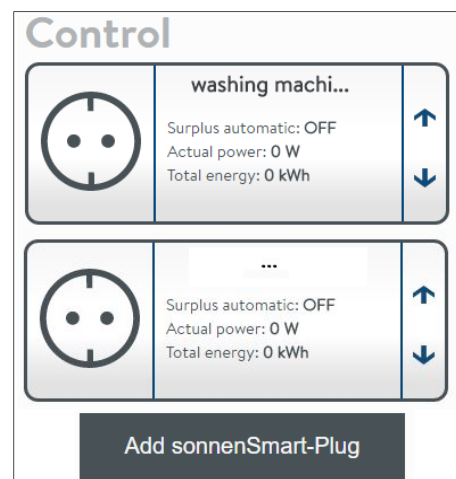 Control
washing machi...
Surplus automatic: OFF
Actual power: 0 W
Total energy: 0 kWh
...
Surplus automatic: OFF
Actual power: 0 W
Total energy: 0 kWh
Add sonnenSmart-Plug